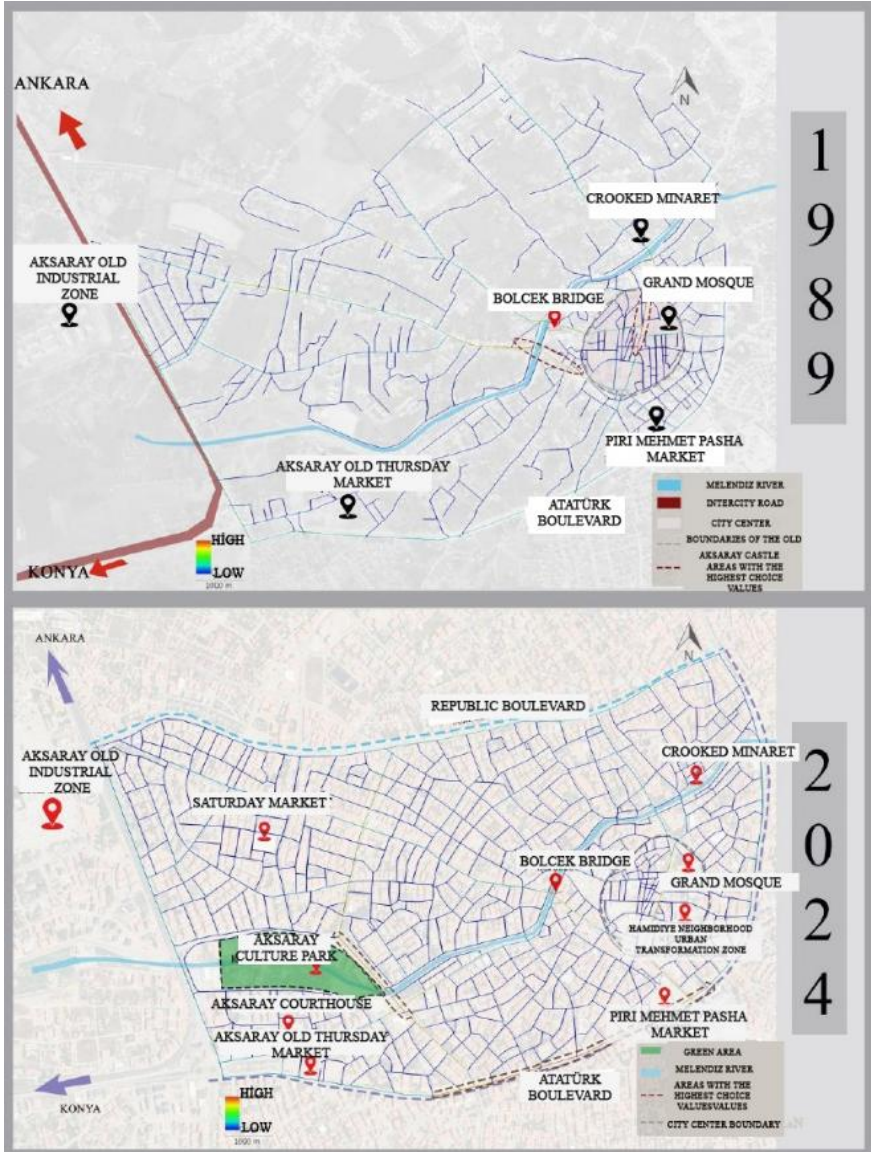 ANKARA
N
1
9
8
9
CROOKED MINARET
AKSARAY OLD
INDUSTRIAL
ZONE
GRAND MOSQUE
BOLCEK BRIDGE
PIRI MEHMET PASHA
MARKET
AKSARAY OLD THURSDAY
MARKET
ATATÜRK
BOULEVARD
MELENDIZ RIVER
INTERCITY ROAD
CITY CENTER
BOUNDARIES OF THE OLD
AKSARAY CASTLE
AREAS WITH THE
HIGHEST CHOICE
VALUES
HİGH
LOW
KONYA
ANKARA
N
2
0
2
4
REPUBLIC BOULEVARD
CROOKED MINARET
AKSARAY OLD
INDUSTRIAL
ZONE
SATURDAY MARKET
BOLCEK BRIDGE
GRAND MOSQUE
HAMIDIYE NEIGHBORHOOD
URBAN
TRANSFORMATION ZONE
AKSARAY
CULTURE PARK
AKSARAY COURTHOUSE
PIRI MEHMET PASHA
MARKET
AKSARAY OLD THURSDAY
MARKET
ATATÜRK
BOULEVARD
GREEN AREA
MELENDIZ RIVER
AREAS WITH THE
HIGHEST CHOICE
VALUESVALUES
CITY CENTER BOUNDARY
HIGH
LOW
KONYA